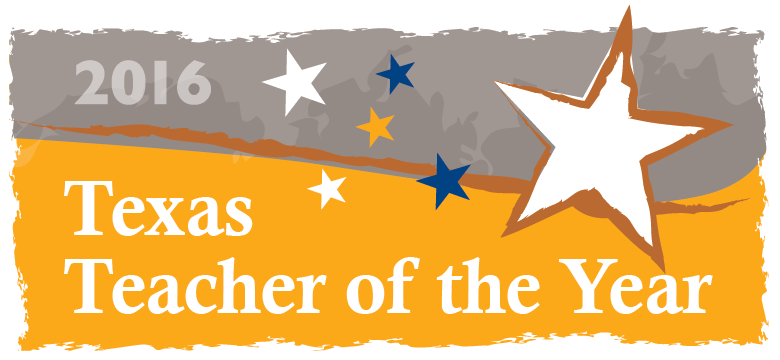 2016
Texas
Teacher of the Year